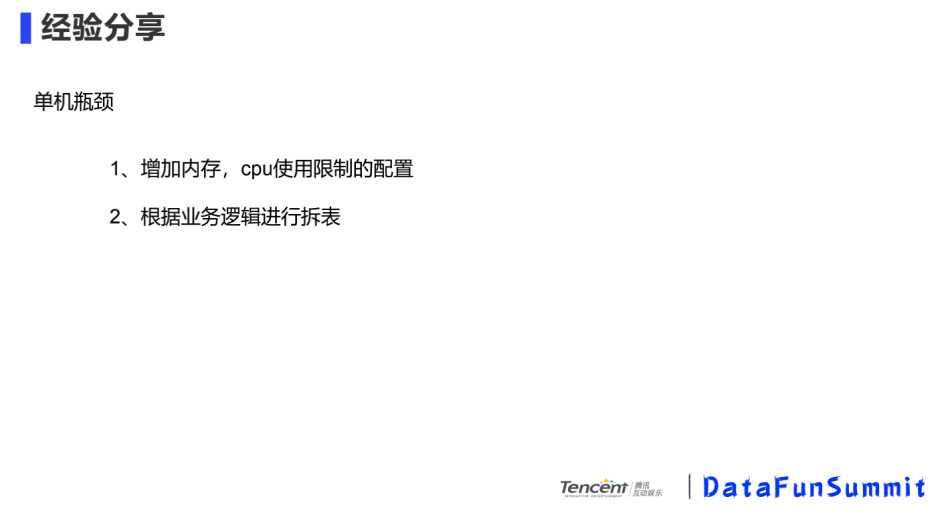 经验分享
单机瓶颈
1、增加内存，cpu使用限制的配置
2、根据业务逻辑进行拆表
Tencent 腾讯
INTERACTIVE ENTERTAINMENT 互动娱乐
DataFunSummit